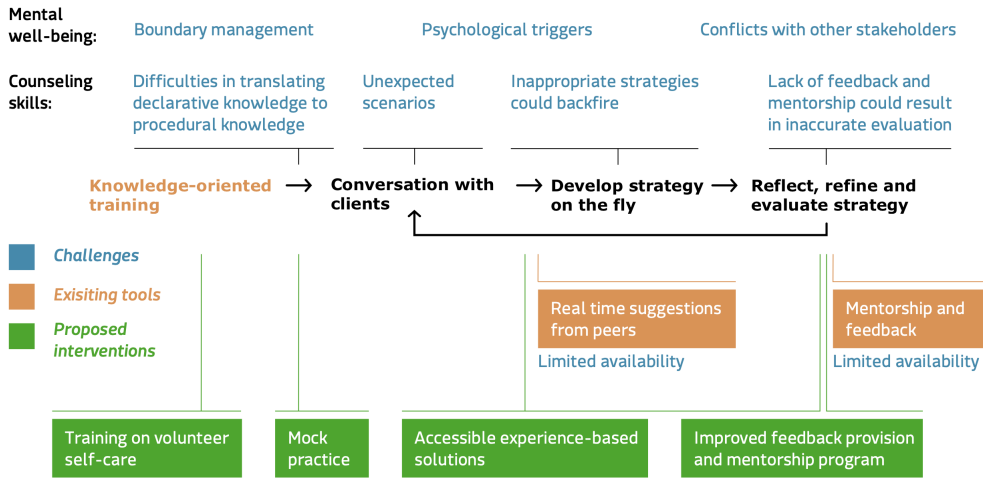 Mental
well-being:
Boundary management
Psychological triggers
Conflicts with other stakeholders
Counseling
skills:
Difficulties in translating
declarative knowledge to
procedural knowledge
Unexpected
scenarios
Inappropriate strategies
could backfire
Lack of feedback and
mentorship could result
in inaccurate evaluation
Knowledge-oriented
training
Conversation with
clients
Develop strategy
on the fly
Reflect, refine and
evaluate strategy
Challenges
Exisiting tools
Proposed
interventions
Real time suggestions
from peers
Limited availability
Mentorship and
feedback
Limited availability
Training on volunteer
self-care
Mock
practice
Accessible experience-based
solutions
Improved feedback provision
and mentorship program